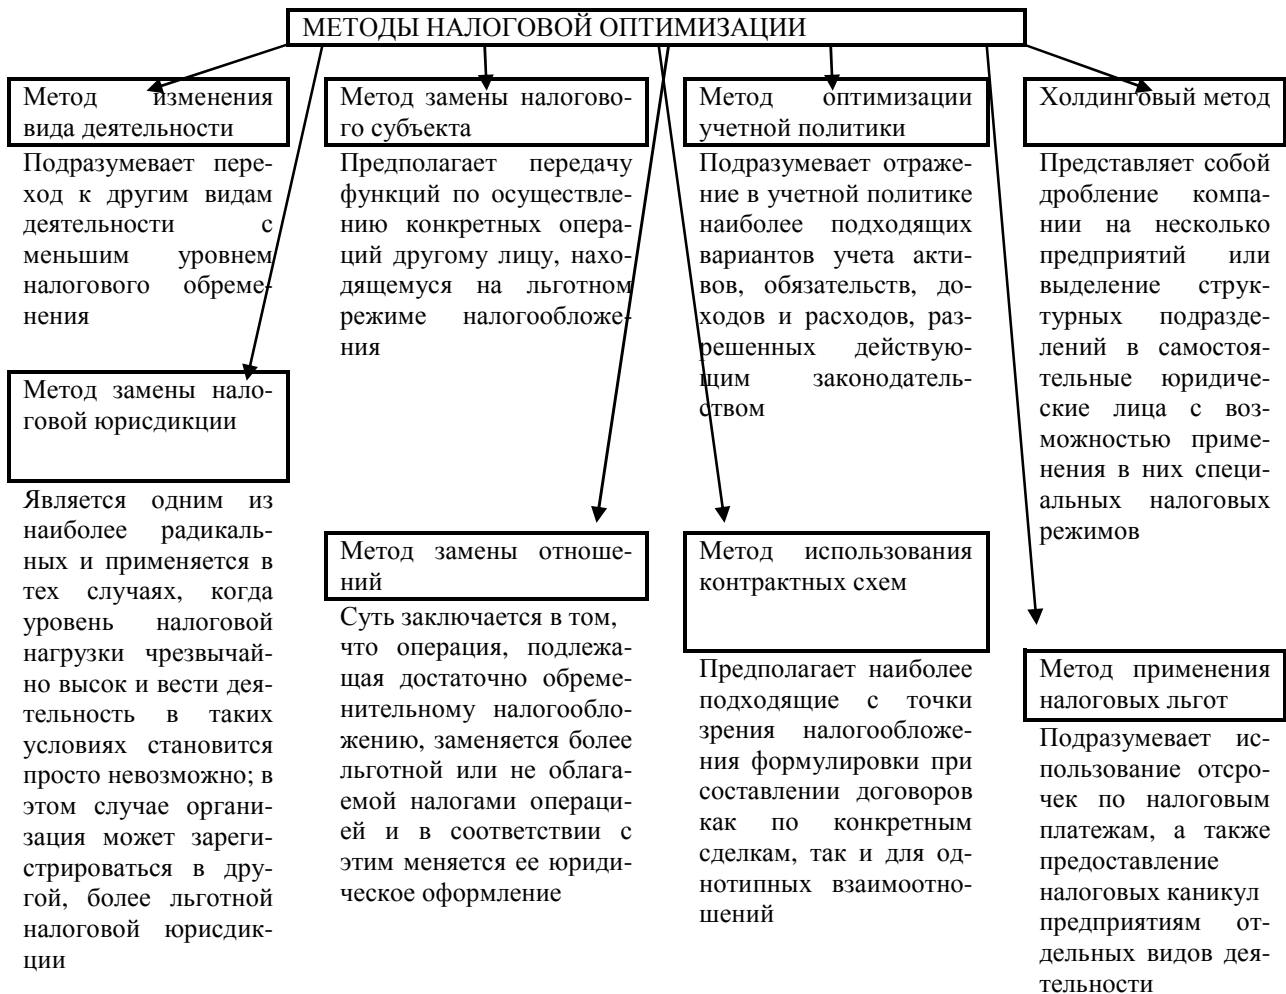 МЕТОДЫ НАЛОГОВОЙ ОПТИМИЗАЦИИ
Метод изменения
вида деятельности
Подразумевает пере-
ход к другим видам
деятельности с
меньшим уровнем
налогового обреме-
нения
Метод замены налогово-
го субъекта
Предполагает передачу
функций по осуществле-
нию конкретных опера-
ций другому лицу, нахо-
дящемуся на льготном
режиме налогообложе-
ния
Метод оптимизации
учетной политики
Подразумевает отраже-
ние в учетной политике
наиболее подходящих
вариантов учета акти-
вов, обязательств, до-
ходов и расходов, раз-
решенных действую-
щим законодатель-
ством
Холдинговый метод
Представляет собой
дробление компа-
нии на несколько
предприятий или
выделение струк-
турных подразде-
лений в самостоя-
тельные юридиче-
ские лица с воз-
можностью приме-
нения в них специ-
альных налоговых
режимов
Метод замены нало-
говой юрисдикции
Является одним из
наиболее радикаль-
ных и применяется в
тех случаях, когда
уровень налоговой
нагрузки чрезвычай-
но высок и вести дея-
тельность в таких
условиях становится
просто невозможно; в
этом случае органи-
зация может зареги-
стрироваться в дру-
гой, более льготной
налоговой юрисдик-
ции
Метод замены отноше-
ний
Суть заключается в том,
что операция, подлежа-
щая достаточно обреме-
нительному налогообло-
жению, заменяется более
льготной или не облага-
емой налогами операци-
ей и в соответствии с
этим меняется ее юриди-
ческое оформление
Метод использования
контрактных схем
Предполагает наиболее
подходящие с точки
зрения налогообложе-
ния формулировки при
составлении договоров
как по конкретным
сделкам, так и для од-
нотипных взаимоотно-
шений
Метод применения
налоговых льгот
Подразумевает ис-
пользование отсро-
чек по налоговым
платежам, а также
предоставление
налоговых каникул
предприятиям от-
дельных видов дея-
тельности